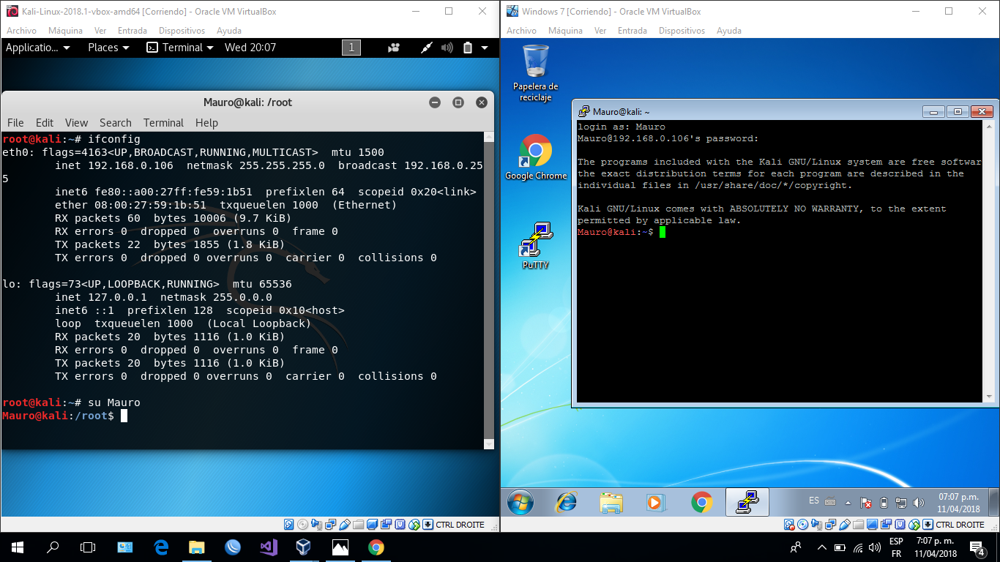 Kali-Linux-2018.1-vbox-amd64 [Corriendo] - Oracle VM VirtualBox
Archivo Máquina Ver Entrada Dispositivos Ayuda
Applicatio... Places Terminal Wed 20:07 1
Mauro@kali: /root
File Edit View Search Terminal Help
root@kali:~# ifconfig
eth0: flags=4163<UP,BROADCAST,RUNNING,MULTICAST>  mtu 1500
        inet 192.168.0.106  netmask 255.255.255.0  broadcast 192.168.0.25
5
        inet6 fe80::a00:27ff:fe59:1b51  prefixlen 64  scopeid 0x20<link>
        ether 08:00:27:59:1b:51  txqueuelen 1000  (Ethernet)
        RX packets 60  bytes 10006 (9.7 KiB)
        RX errors 0  dropped 0  overruns 0  frame 0
        TX packets 22  bytes 1855 (1.8 KiB)
        TX errors 0  dropped 0 overruns 0  carrier 0  collisions 0
lo: flags=73<UP,LOOPBACK,RUNNING>  mtu 65536
        inet 127.0.0.1  netmask 255.0.0.0
        inet6 ::1  prefixlen 128  scopeid 0x10<host>
        loop  txqueuelen 1000  (Local Loopback)
        RX packets 20  bytes 1116 (1.0 KiB)
        RX errors 0  dropped 0  overruns 0  frame 0
        TX packets 20  bytes 1116 (1.0 KiB)
        TX errors 0  dropped 0 overruns 0  carrier 0  collisions 0
root@kali:~# su Mauro
Mauro@kali:/root$
CTRL DROITE
Windows 7 [Corriendo] - Oracle VM VirtualBox
Archivo Máquina Ver Entrada Dispositivos Ayuda
Papelera de
reciclaje
Google Chrome
PuTTY
Mauro@kali: ~
login as: Mauro
Mauro@192.168.0.106's password:
The programs included with the Kali GNU/Linux system are free softwar
the exact distribution terms for each program are described in the
individual files in /usr/share/doc/*/copyright.
Kali GNU/Linux comes with ABSOLUTELY NO WARRANTY, to the extent
permitted by applicable law.
Mauro@kali:~$
ES 07:07 p.m.
11/04/2018
CTRL DROITE
ESP 7:07 p. m.
FR 11/04/2018 4